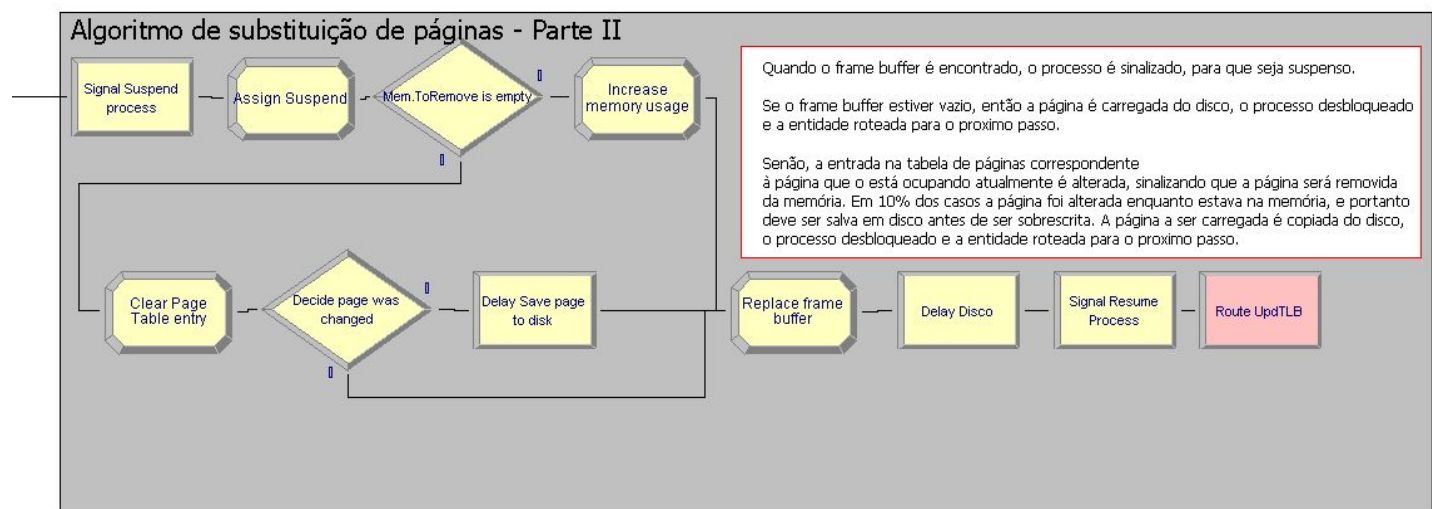 Algoritmo de substituição de páginas - Parte II
Signal Suspend
process
Assign Suspend
Mem.ToRemove is empty
0
0
Increase
memory usage
Quando o frame buffer é encontrado, o processo é sinalizado, para que seja suspenso.
Se o frame buffer estiver vazio, então a página é carregada do disco, o processo desbloqueado
e a entidade roteada para o proximo passo.
Senão, a entrada na tabela de páginas correspondente
à página que o está ocupando atualmente é alterada, sinalizando que a página será removida
da memória. Em 10% dos casos a página foi alterada enquanto estava na memória, e portanto
deve ser salva em disco antes de ser sobrescrita. A página a ser carregada é copiada do disco,
o processo desbloqueado e a entidade roteada para o proximo passo.
Clear Page
Table entry
Decide page was
changed
0
0
Delay Save page
to disk
Replace frame
buffer
Delay Disco
Signal Resume
Process
Route UpdTLB